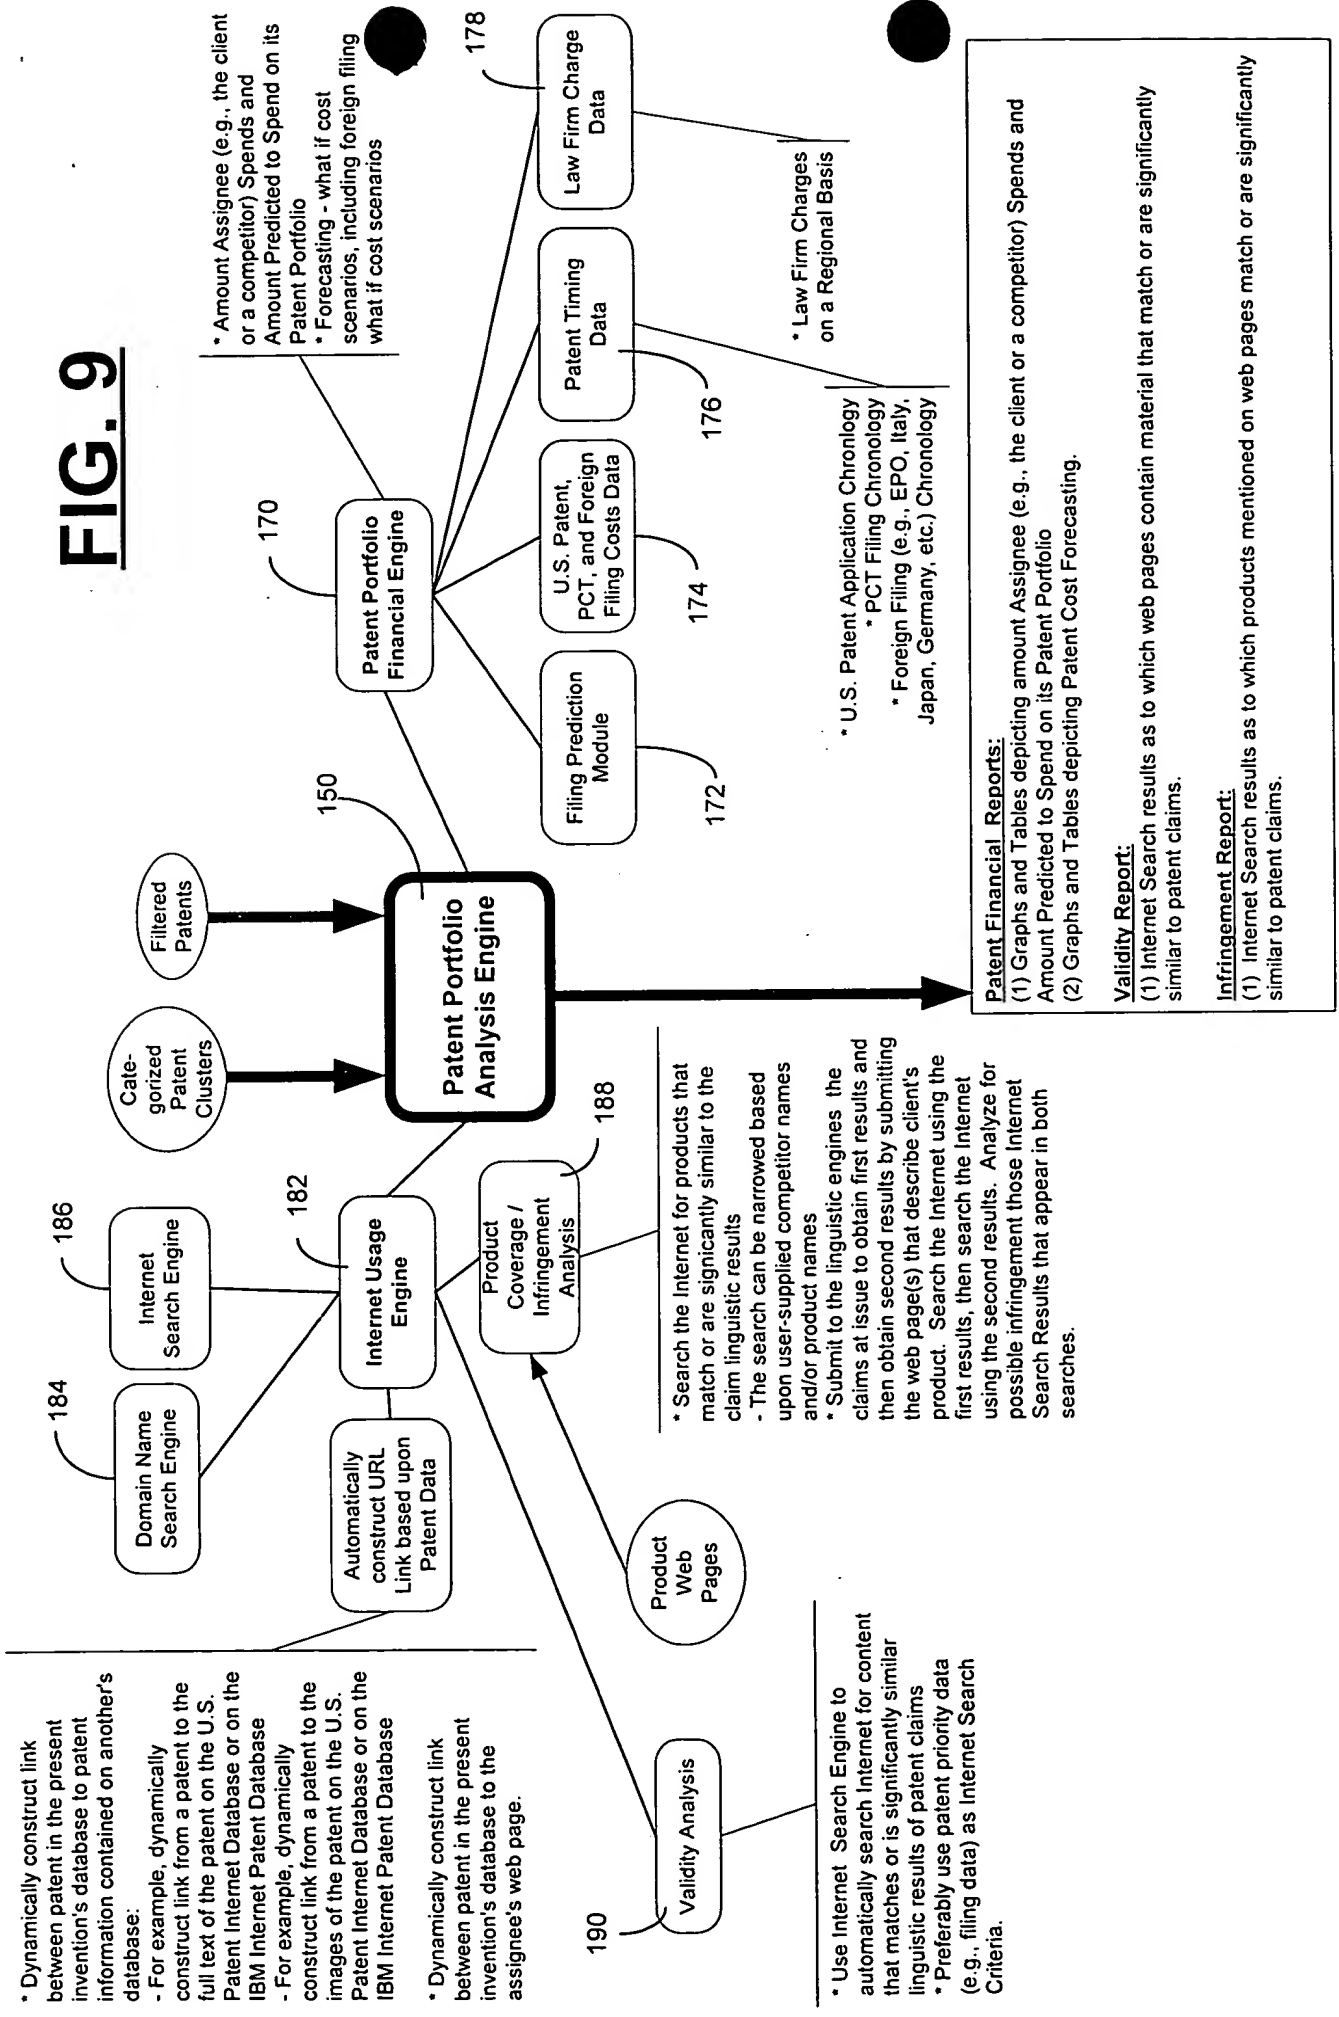 FIG. 9
* Dynamically construct link
between patent in the present
invention's database to patent
information contained on another's
database:
- For example, dynamically
construct link from a patent to the
full text of the patent on the U.S.
Patent Internet Database or on the
IBM Internet Patent Database
- For example, dynamically
construct link from a patent to the
images of the patent on the U.S.
Patent Internet Database or on the
IBM Internet Patent Database
* Dynamically construct link
between patent in the present
invention's database to the
assignee's web page.
184
Domain Name
Search Engine
186
Internet
Search Engine
Automatically
construct URL
Link based upon
Patent Data
182
Internet Usage
Engine
Cate-
gorized
Patent
Clusters
Filtered
Patents
150
Patent Portfolio
Analysis Engine
170
Patent Portfolio
Financial Engine
* Amount Assignee (e.g., the client
or a competitor) Spends and
Amount Predicted to Spend on its
Patent Portfolio
* Forecasting - what if cost
scenarios, including foreign filing
what if cost scenarios
Product
Coverage /
Infringement
Analysis
188
Filing Prediction
Module
172
U.S. Patent,
PCT, and Foreign
Filing Costs Data
174
Patent Timing
Data
176
Law Firm Charge
Data
178
190
Validity Analysis
Product
Web
Pages
* Search the Internet for products that
match or are signicantly similar to the
claim linguistic results
- The search can be narrowed based
upon user-supplied competitor names
and/or product names
* Submit to the linguistic engines the
claims at issue to obtain first results and
then obtain second results by submitting
the web page(s) that describe client's
product. Search the Internet using the
first results, then search the Internet
using the second results. Analyze for
possible infringement those Internet
Search Results that appear in both
searches.
* Law Firm Charges
on a Regional Basis
* U.S. Patent Application Chronlogy
* PCT Filing Chronology
* Foreign Filing (e.g., EPO, Italy,
Japan, Germany, etc.) Chronology
* Use Internet Search Engine to
automatically search Internet for content
that matches or is significantly similar
linguistic results of patent claims
* Preferably use patent priority data
(e.g., filing data) as Internet Search
Criteria.
Patent Financial Reports:
(1) Graphs and Tables depicting amount Assignee (e.g., the client or a competitor) Spends and
Amount Predicted to Spend on its Patent Portfolio
(2) Graphs and Tables depicting Patent Cost Forecasting.
Validity Report:
(1) Internet Search results as to which web pages contain material that match or are significantly
similar to patent claims.
Infringement Report:
(1) Internet Search results as to which products mentioned on web pages match or are significantly
similar to patent claims.